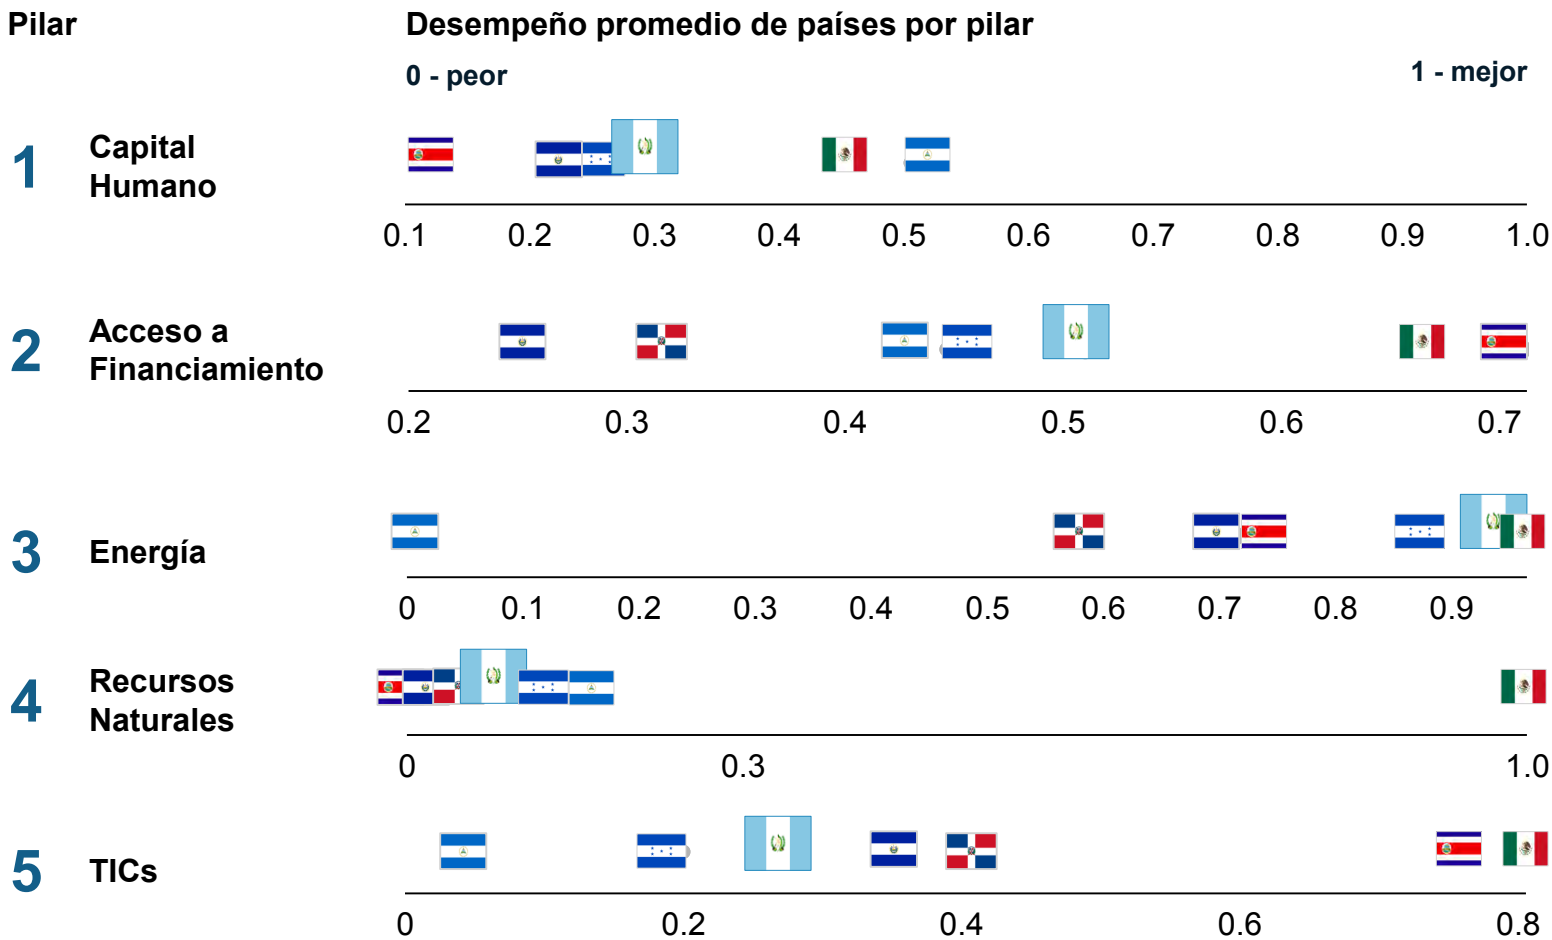 Pilar
Desempeño promedio de países por pilar
0 - peor
1 - mejor
1
Capital
Humano
0.1 0.2 0.3 0.4 0.5 0.6 0.7 0.8 0.9 1.0
2
Acceso a
Financiamiento
0.2 0.3 0.4 0.5 0.6 0.7
3
Energía
0 0.1 0.2 0.3 0.4 0.5 0.6 0.7 0.8 0.9
4
Recursos
Naturales
0 0.3 1.0
5
TICs
0 0.2 0.4 0.6 0.8